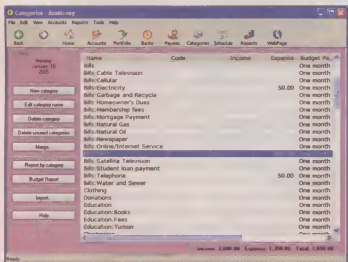 Categories - AceMoney
File Edit View Accounts Reports Tools Help
Back Home Accounts Portfolio Banks Payees Categories Schedule Reports WebPage
Monday
January 10
2005
New category
Edit category name
Delete category
Delete unused categories
Merge
Report by category
Budget Report
Import
Help
Name Code Income Expense Budget Pe
Bills One month
Bills:Cable Television One month
Bills:Cellular One month
Bills:Electricity 50.00 One month
Bills:Garbage and Recycle One month
Bills:Homeowner's Dues One month
Bills:Membership fees One month
Bills:Mortgage Payment One month
Bills:Natural Gas One month
Bills:Natural Oil One month
Bills:Newspaper One month
Bills:Online/Internet Service One month
Bills:Satellite Television One month
Bills:Student loan payment One month
Bills:Telephone 50.00 One month
Bills:Water and Sewer One month
Clothing One month
Donations One month
Education One month
Education:Books One month
Education:Fees One month
Education:Tuition One month
Ready